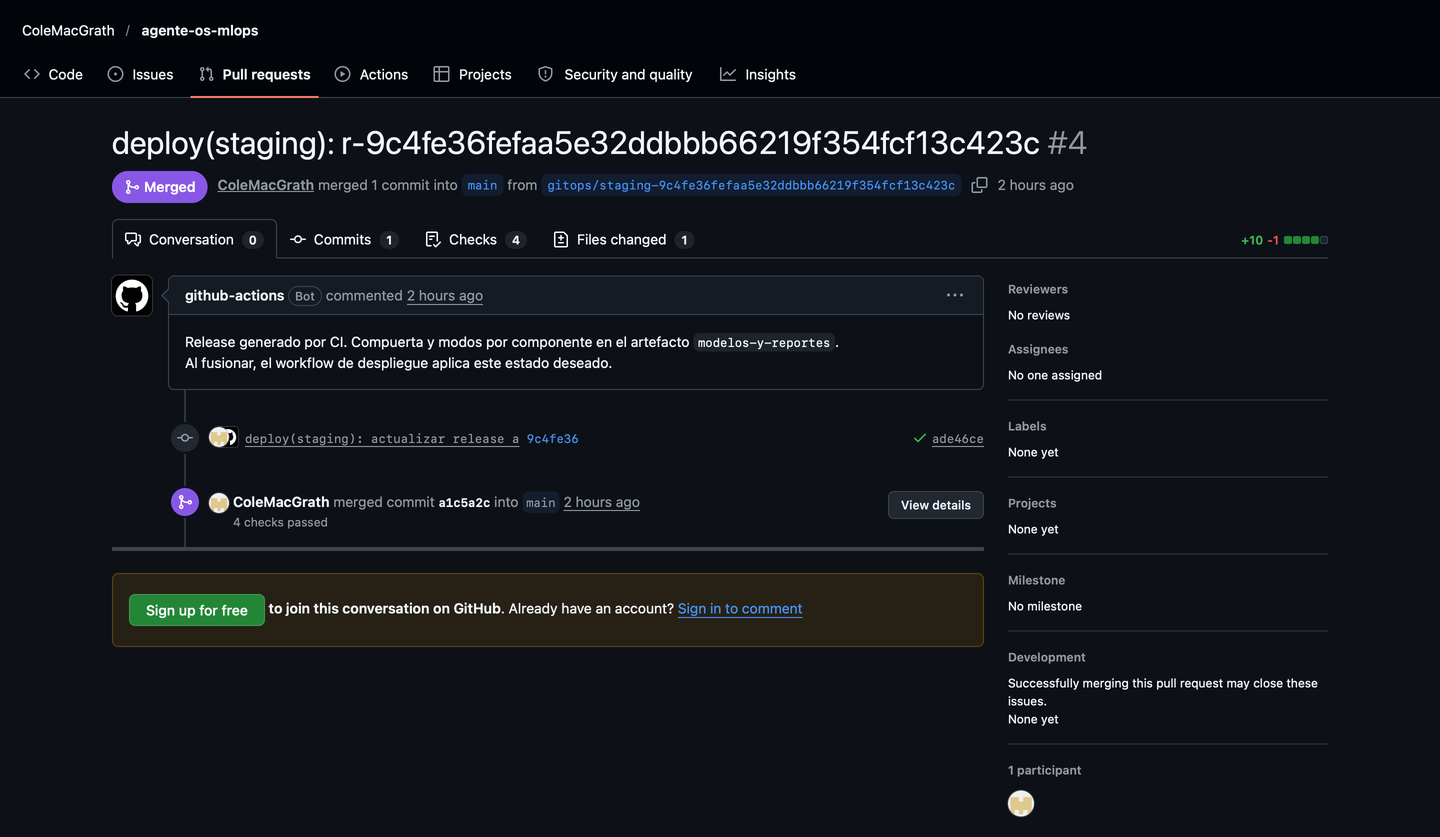 ColeMacGrath / agente-os-mlops
Code Issues Pull requests Actions Projects Security and quality Insights
deploy(staging): r-9c4fe36fefaa5e32ddbbb66219f354fcf13c423c #4
Merged ColeMacGrath merged 1 commit into main from gitops/staging-9c4fe36fefaa5e32ddbbb66219f354fcf13c423c 2 hours ago
Conversation 0 Commits 1 Checks 4 Files changed 1 +10 -1
github-actions Bot commented 2 hours ago
Release generado por CI. Compuerta y modos por componente en el artefacto modelos-y-reportes.
Al fusionar, el workflow de despliegue aplica este estado deseado.
deploy(staging): actualizar release a 9c4fe36 ade46ce
ColeMacGrath merged commit a1c5a2c into main 2 hours ago View details
4 checks passed
Sign up for free to join this conversation on GitHub. Already have an account? Sign in to comment
Reviewers
No reviews
Assignees
No one assigned
Labels
None yet
Projects
None yet
Milestone
No milestone
Development
Successfully merging this pull request may close these
issues.
None yet
1 participant